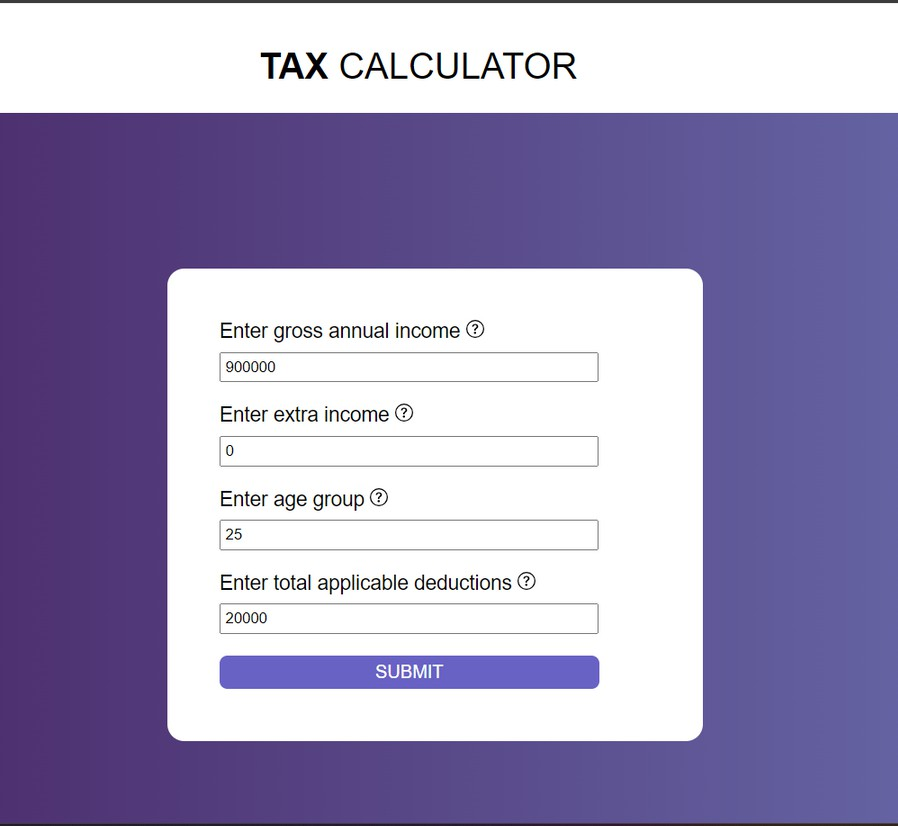 TAX CALCULATOR
Enter gross annual income ?
900000
Enter extra income ?
0
Enter age group ?
25
Enter total applicable deductions ?
20000
SUBMIT